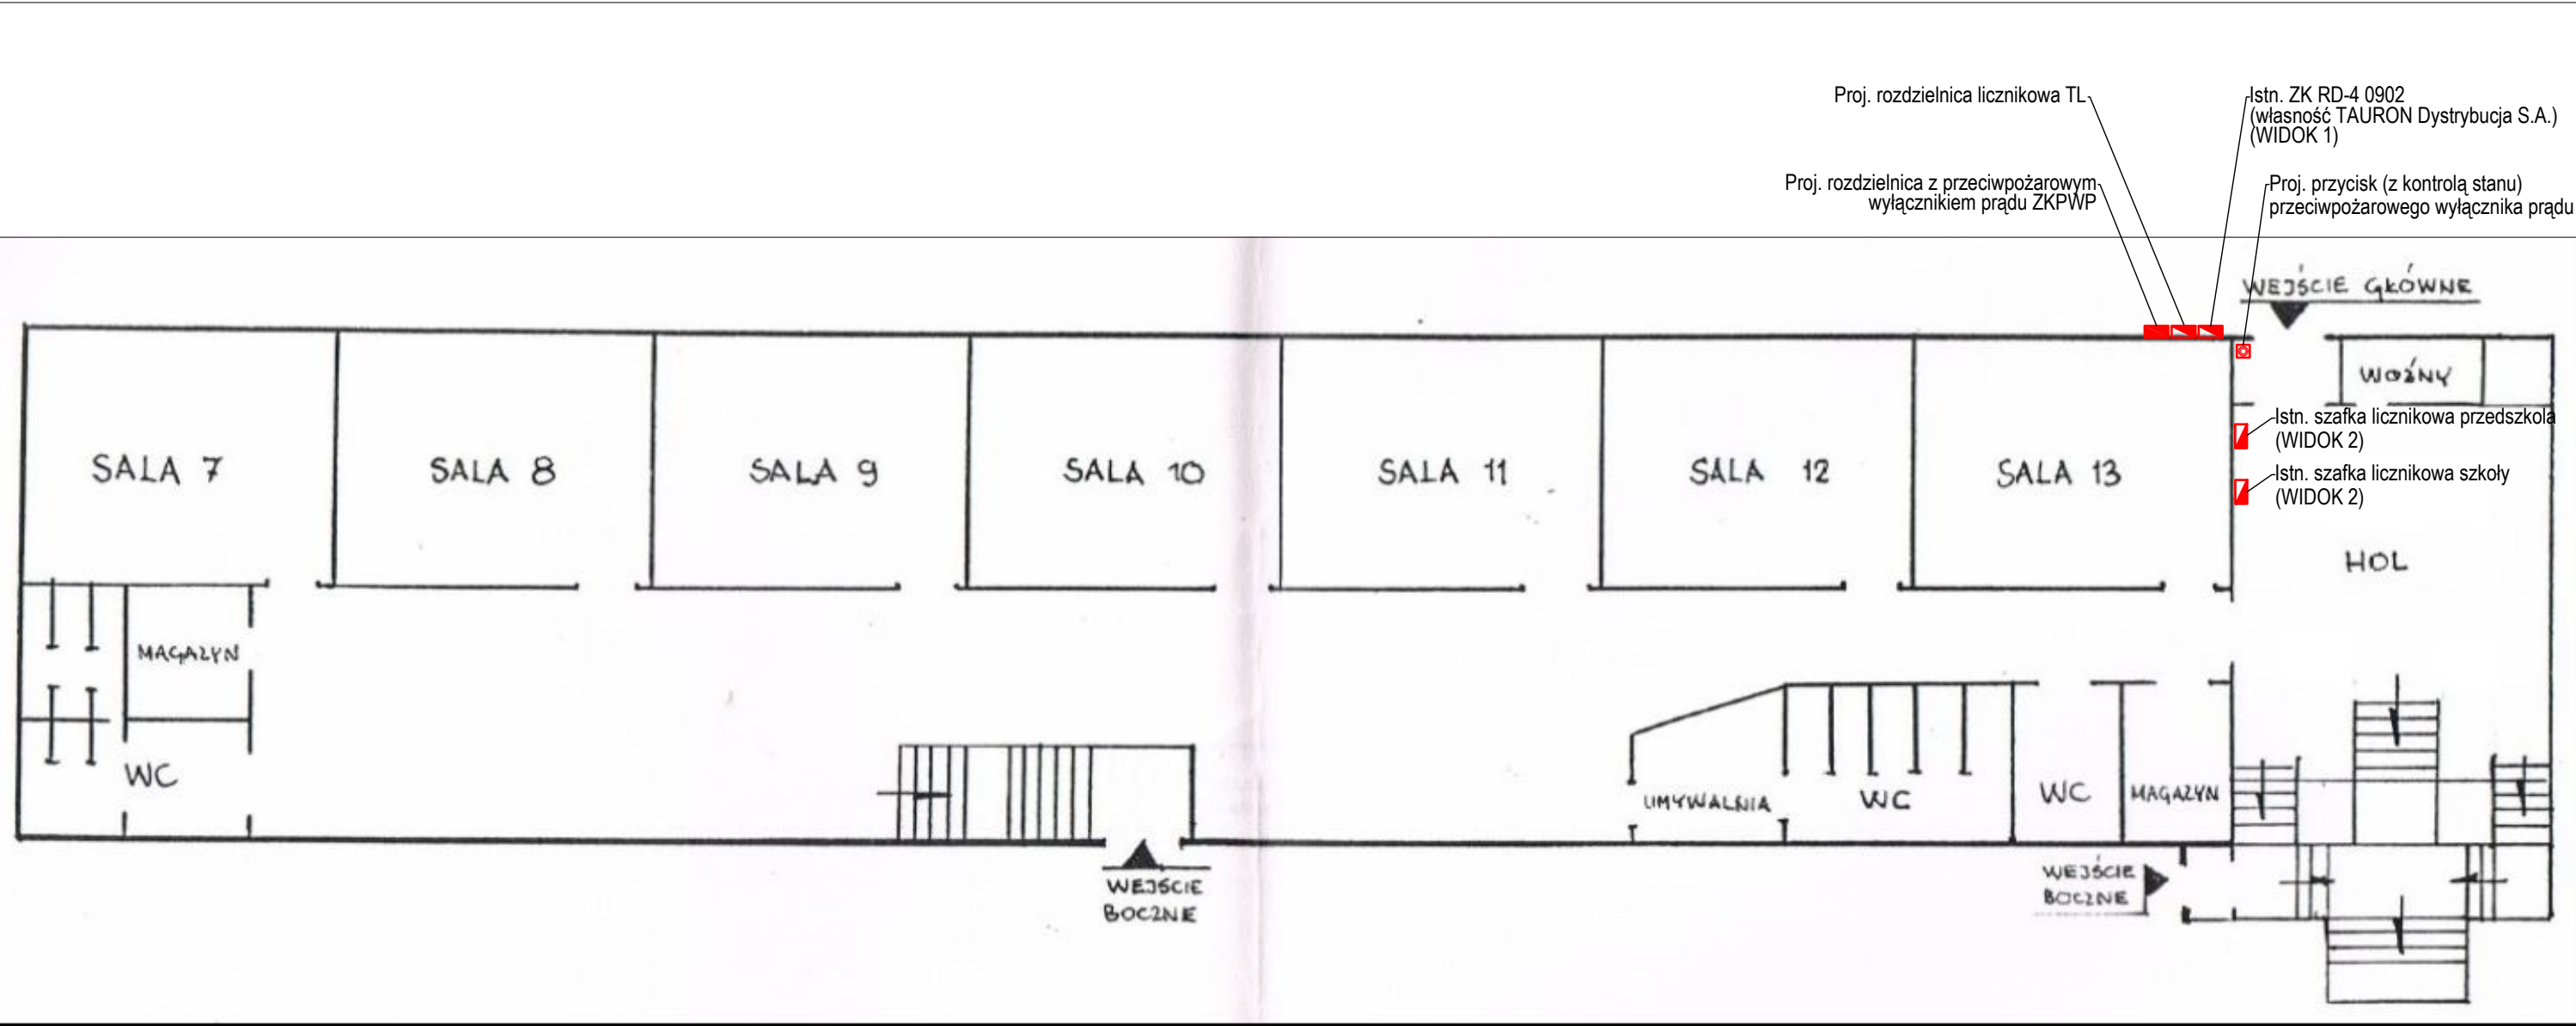 Proj. rozdzielnica licznikowa TL
Istn. ZK RD-4 0902
(własność TAURON Dystrybucja S.A.)
(WIDOK 1)
Proj. rozdzielnica z przeciwpożarowym
wyłącznikiem prądu ZKPWP
Proj. przycisk (z kontrolą stanu)
przeciwpożarowego wyłącznika prądu
WEJŚCIE GŁÓWNE
WOŹNY
Istn. szafka licznikowa przedszkola
(WIDOK 2)
SALA 7
SALA 8
SALA 9
SALA 10
SALA 11
SALA 12
SALA 13
Istn. szafka licznikowa szkoły
(WIDOK 2)
HOL
MAGAZYN
WC
UMYWALNIA
WC
WC
MAGAZYN
WEJŚCIE
BOCZNE
WEJŚCIE
BOCZNE